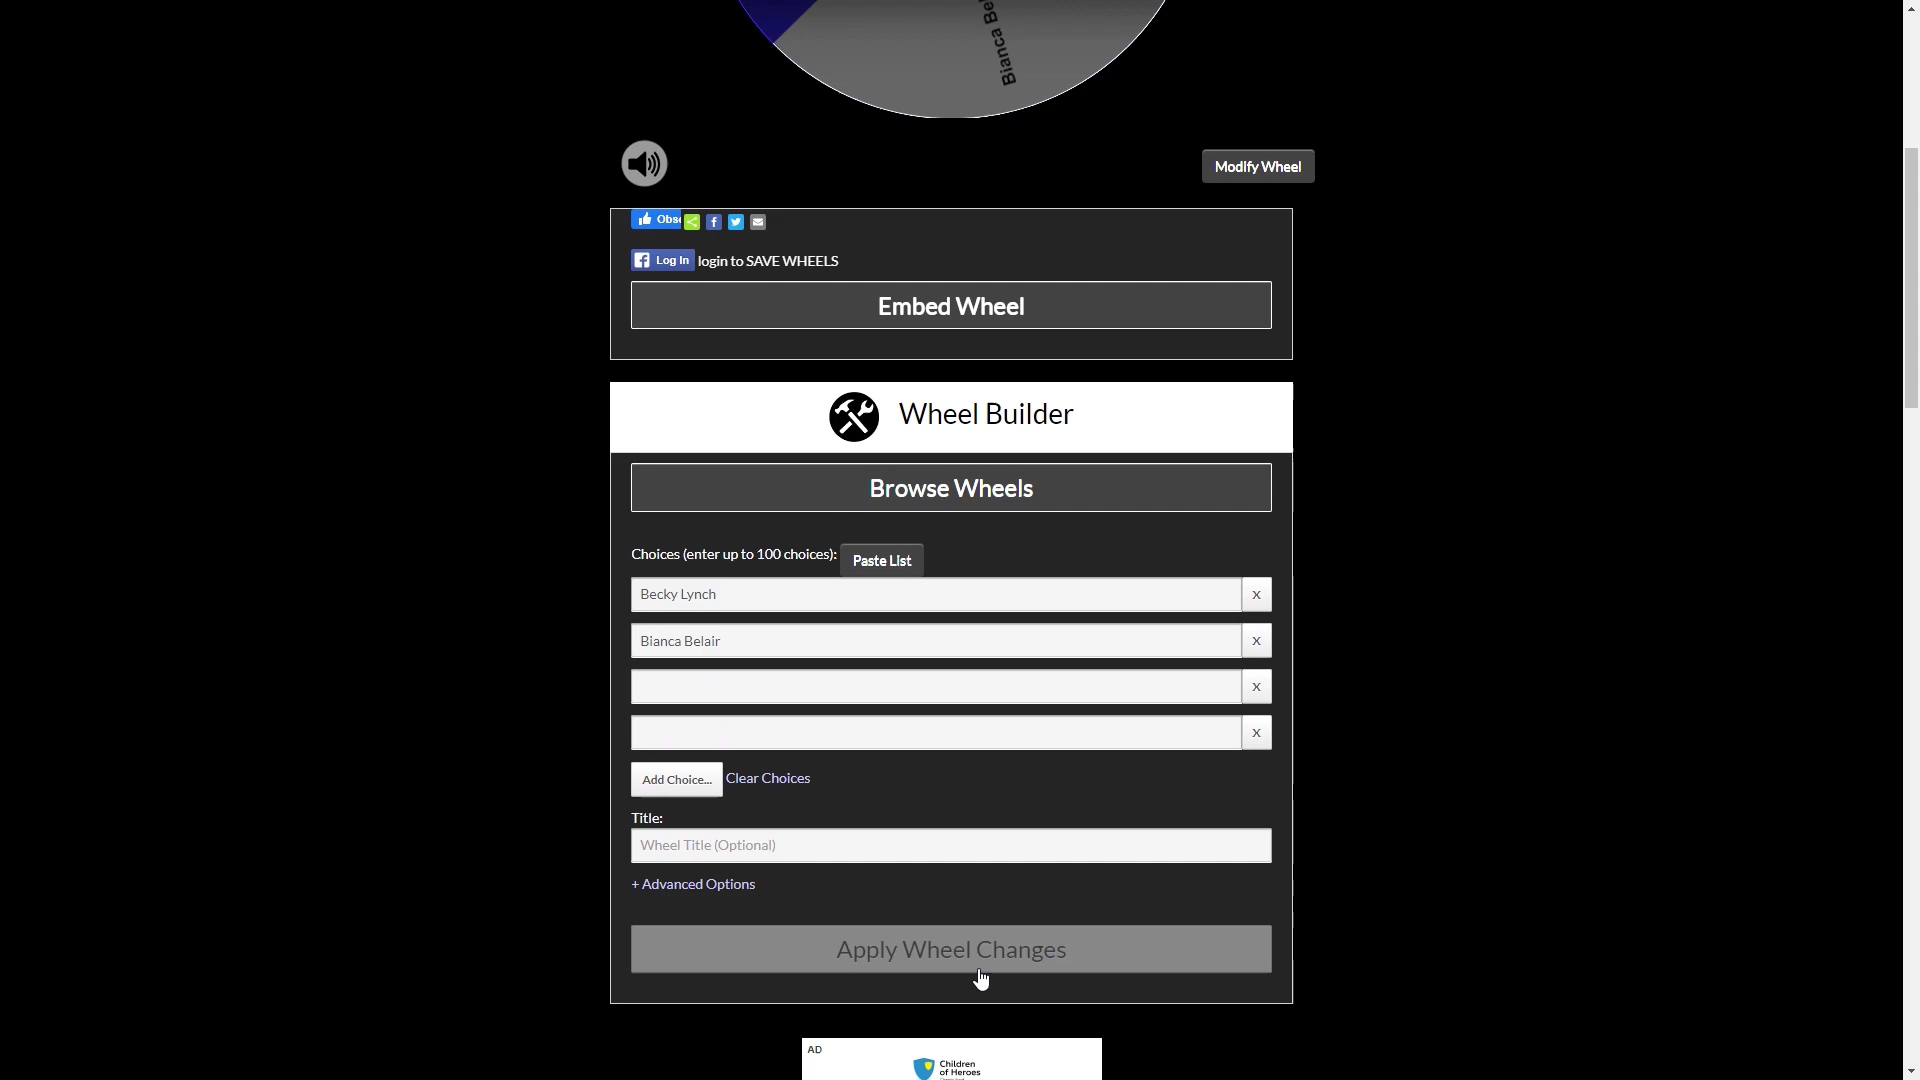 Bianca Be
Modify Wheel
Obse
Log In login to SAVE WHEELS
Embed Wheel
Wheel Builder
Browse Wheels
Choices (enter up to 100 choices): Paste List
Becky Lynch x
Bianca Belair x
x
x
Add Choice... Clear Choices
Title:
Wheel Title (Optional)
+ Advanced Options
Apply Wheel Changes
AD
Children
of Heroes